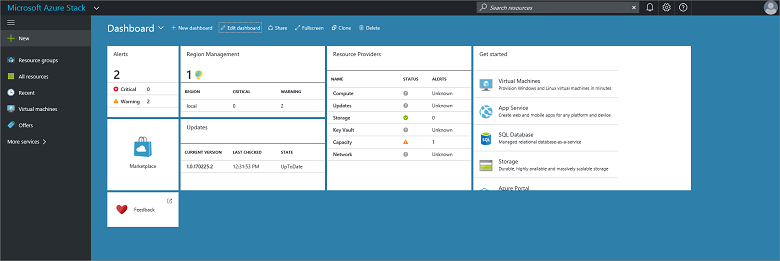 Microsoft Azure Stack
Search resources
New
Resource groups
All resources
Recent
Virtual machines
Offers
More services
Dashboard
New dashboard
Edit dashboard
Share
Fullscreen
Clone
Delete
Alerts
2
Critical 0
Warning 2
Region Management
1
REGION CRITICAL WARNING
local 0 2
Resource Providers
NAME STATUS ALERTS
Compute Unknown
Updates Unknown
Storage 0
Key Vault Unknown
Capacity 1
Network Unknown
Get started
Virtual Machines
Provision Windows and Linux virtual machines in minutes
App Service
Create web and mobile apps for any platform and device
SQL Database
Managed relational database-as-a-service
Storage
Durable, highly available and massively scalable storage
Azure Portal
Marketplace
Updates
CURRENT VERSION LAST CHECKED STATE
1.0.170225.2 12:31:53 PM UpToDate
Feedback